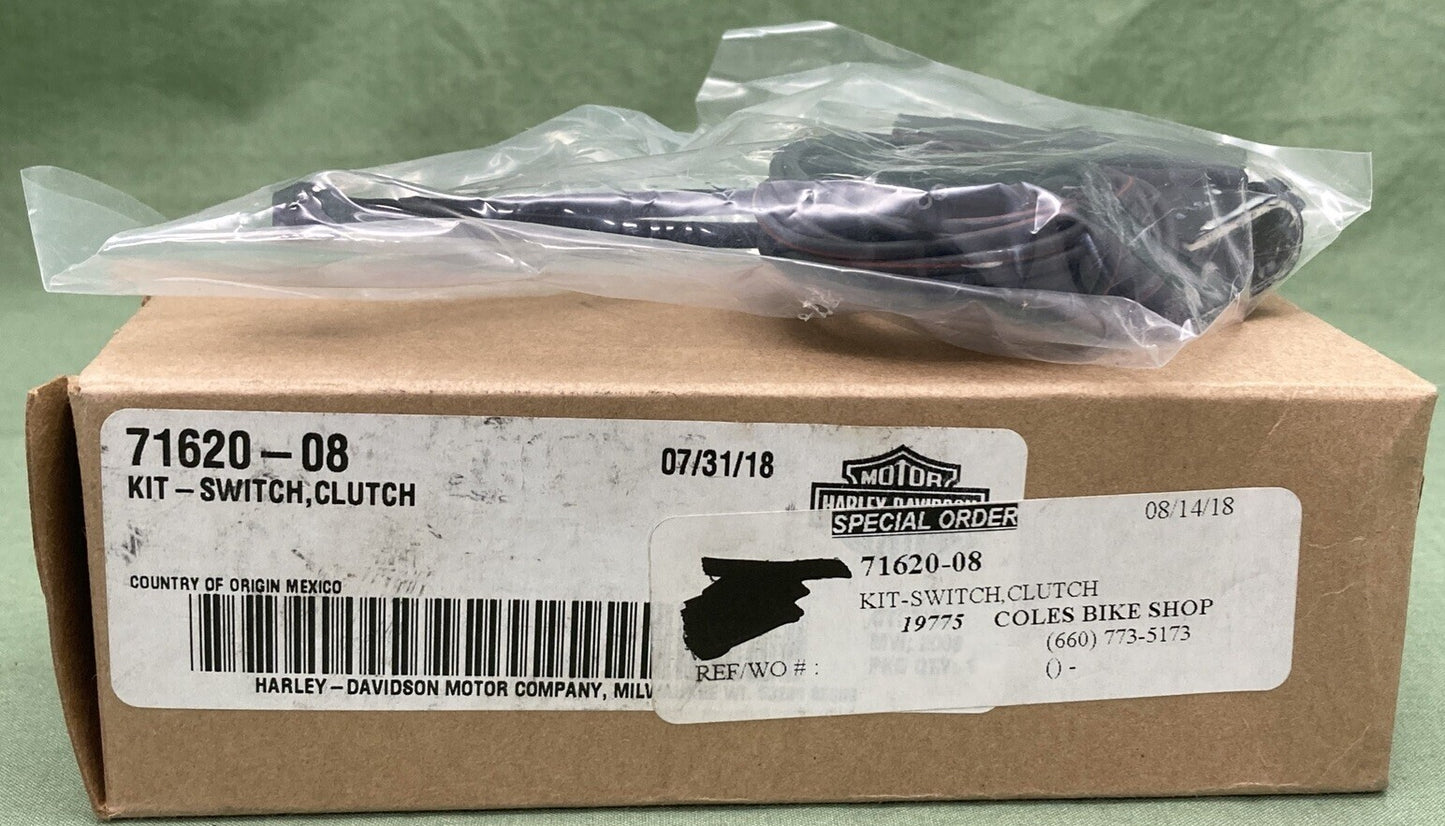 71620-08
07/31/18
KIT-SWITCH,CLUTCH
MOTOR
HARLEY-DAVIDSON
COUNTRY OF ORIGIN MEXICO
HARLEY-DAVIDSON MOTOR COMPANY, MILW
SPECIAL ORDER
08/14/18
71620-08
KIT-SWITCH,CLUTCH
19775 COLES BIKE SHOP
(660) 773-5173
REF/WO # :
() -